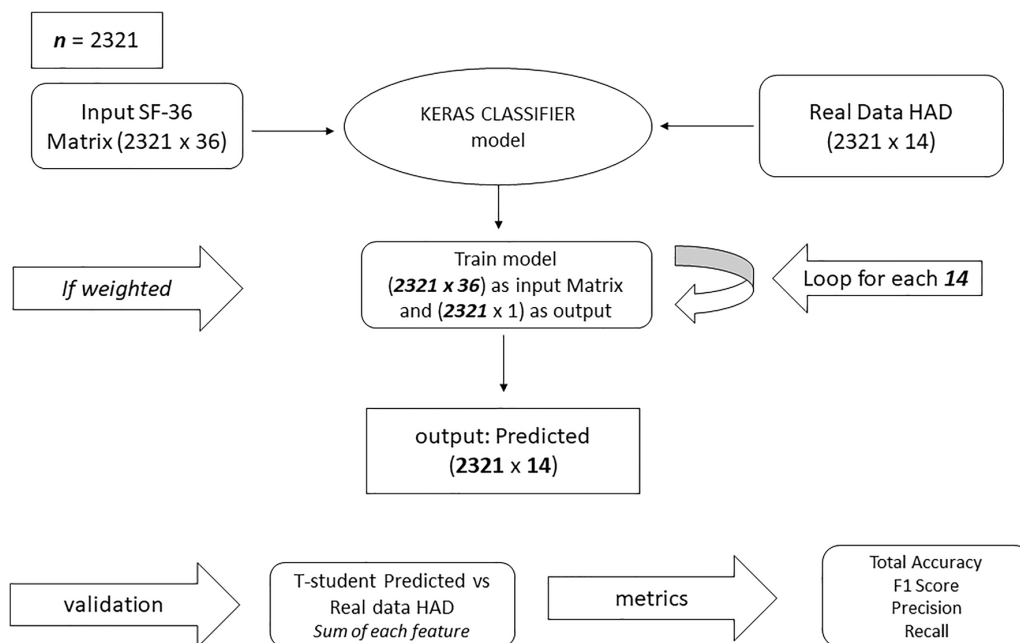 n = 2321
Input SF-36
Matrix (2321 x 36)
KERAS CLASSIFIER
model
Real Data HAD
(2321 x 14)
If weighted
Train model
(2321 x 36) as input Matrix
and (2321 x 1) as output
Loop for each 14
output: Predicted
(2321 x 14)
validation
T-student Predicted vs
Real data HAD
Sum of each feature
metrics
Total Accuracy
F1 Score
Precision
Recall